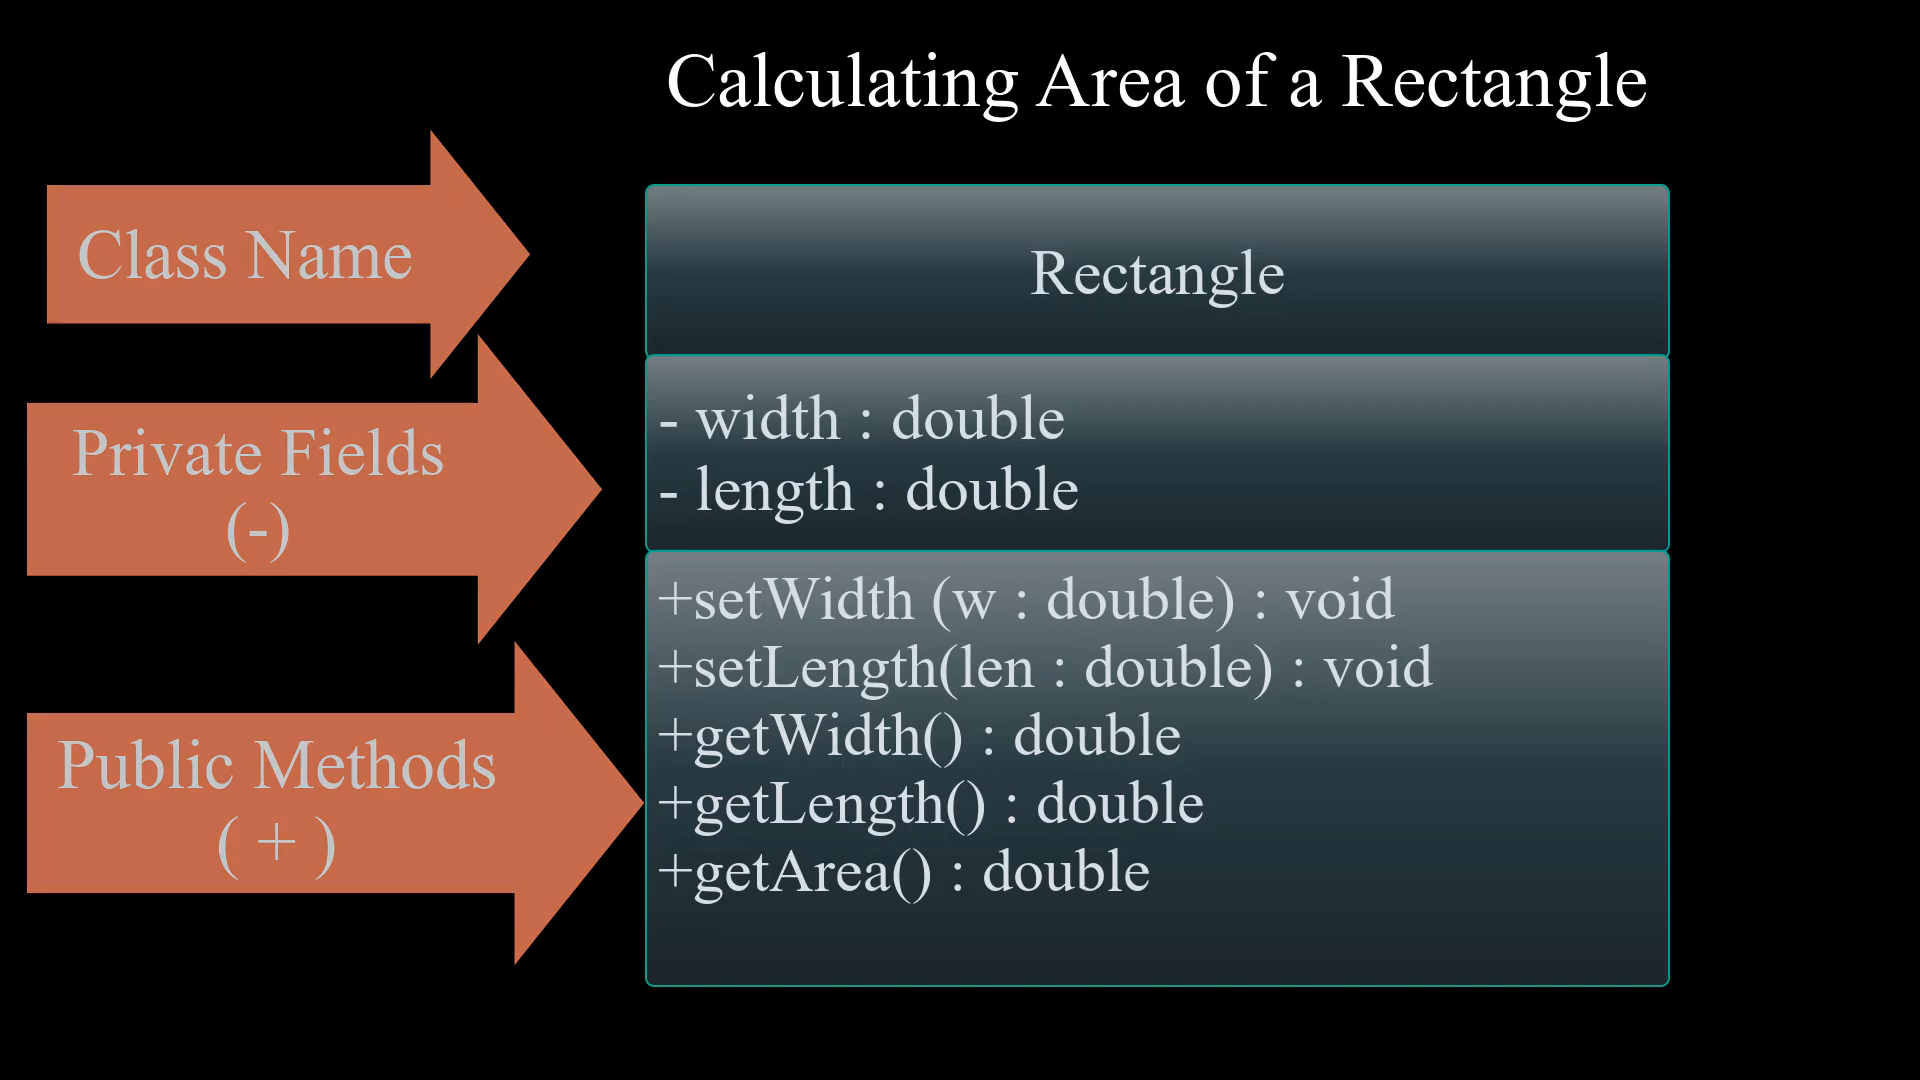 Calculating Area of a Rectangle
Class Name
Rectangle
Private Fields
(-)
- width : double
- length : double
Public Methods
( + )
+setWidth (w : double) : void
+setLength(len : double) : void
+getWidth() : double
+getLength() : double
+getArea() : double